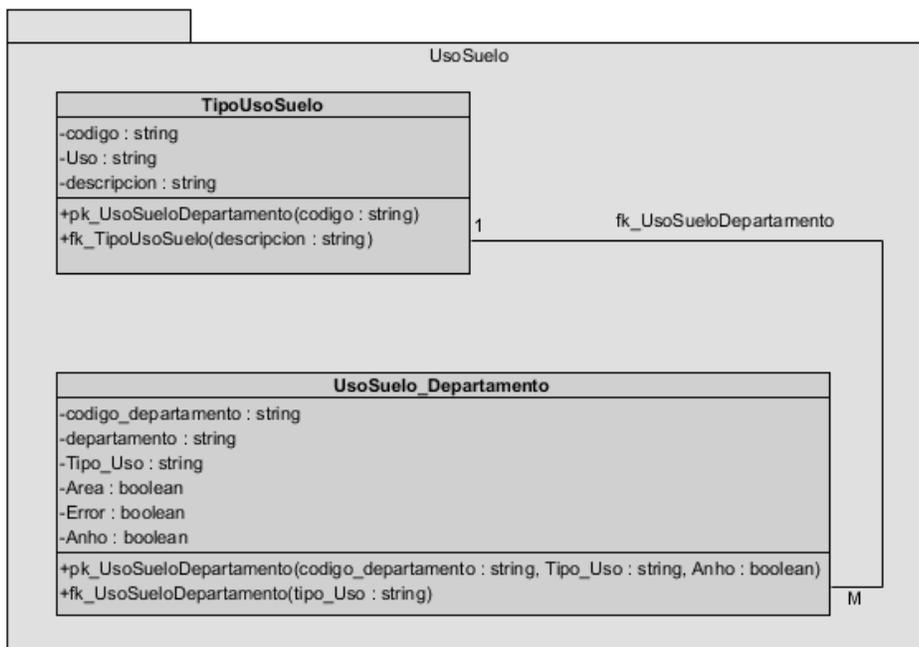 UsoSuelo
TipoUsoSuelo
-codigo : string
-Uso : string
-descripcion : string
+pk_UsoSueloDepartamento(codigo : string)
+fk_TipoUsoSuelo(descripcion : string)
1
fk_UsoSueloDepartamento
UsoSuelo_Departamento
-codigo_departamento : string
-departamento : string
-Tipo_Uso : string
-Area : boolean
-Error : boolean
-Anho : boolean
+pk_UsoSueloDepartamento(codigo_departamento : string, Tipo_Uso : string, Anho : boolean)
+fk_UsoSueloDepartamento(tipo_Uso : string)
M